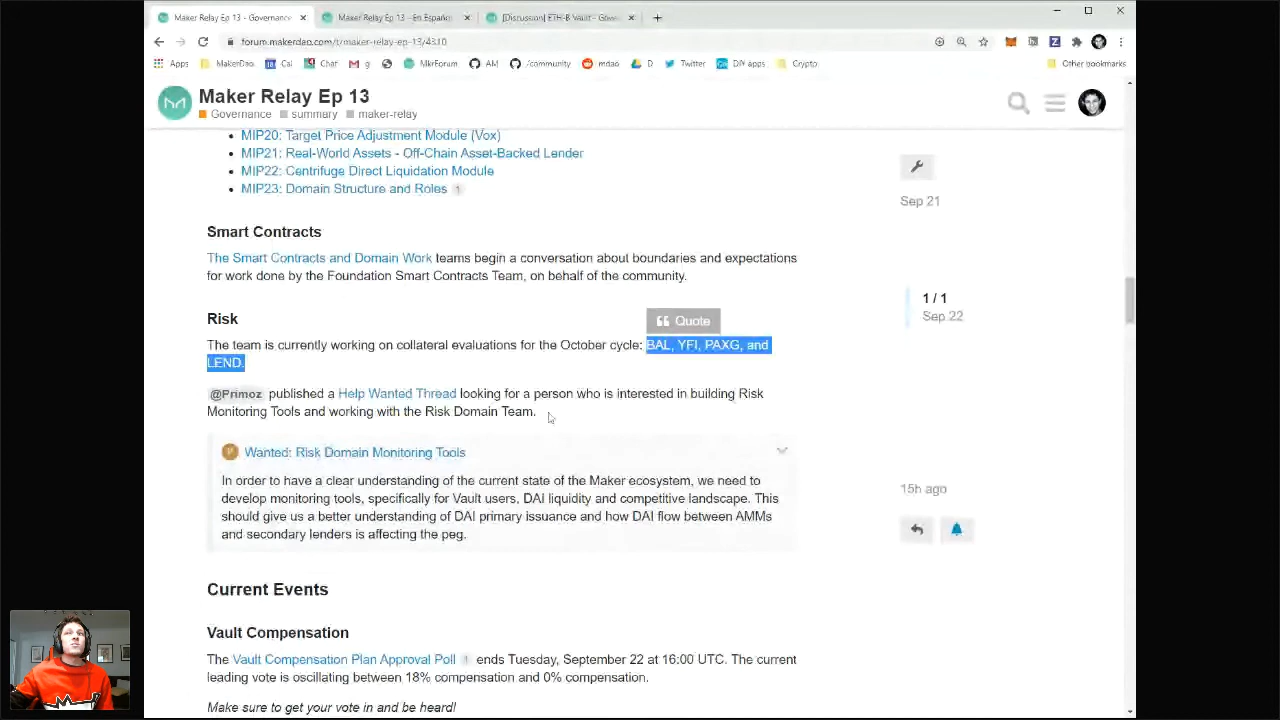 Maker Relay Ep 13 - Governance
Maker Relay Ep 13 - En Español
[Discussion] ETH-B Vault - Gove
forum.makerdao.com/t/maker-relay-ep-13/4310
Apps
MakerDao
Cal
Chat
g
MkrForum
AM
/community
mdao
D
Twitter
DIY apps
Crypto
Other bookmarks
Maker Relay Ep 13
Governance summary maker-relay
MIP20: Target Price Adjustment Module (Vox)
MIP21: Real-World Assets - Off-Chain Asset-Backed Lender
MIP22: Centrifuge Direct Liquidation Module
MIP23: Domain Structure and Roles 1
Sep 21
Smart Contracts
The Smart Contracts and Domain Work teams begin a conversation about boundaries and expectations
for work done by the Foundation Smart Contracts Team, on behalf of the community.
1 / 1
Sep 22
Risk
Quote
The team is currently working on collateral evaluations for the October cycle: BAL, YFI, PAXG, and
LEND.
@Primoz published a Help Wanted Thread looking for a person who is interested in building Risk
Monitoring Tools and working with the Risk Domain Team.
Wanted: Risk Domain Monitoring Tools
In order to have a clear understanding of the current state of the Maker ecosystem, we need to
develop monitoring tools, specifically for Vault users, DAI liquidity and competitive landscape. This
should give us a better understanding of DAI primary issuance and how DAI flow between AMMs
and secondary lenders is affecting the peg.
15h ago
Current Events
Vault Compensation
The Vault Compensation Plan Approval Poll 1 ends Tuesday, September 22 at 16:00 UTC. The current
leading vote is oscillating between 18% compensation and 0% compensation.
Make sure to get your vote in and be heard!